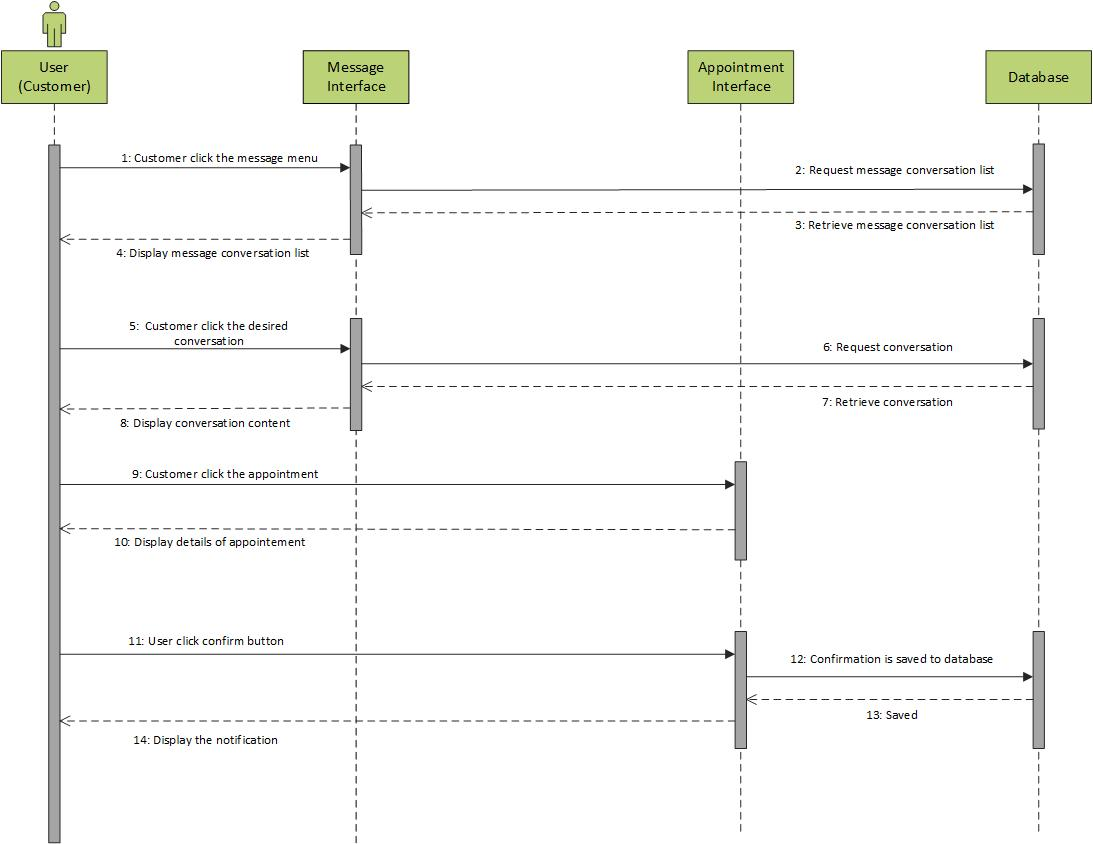 User
(Customer)
Message
Interface
Appointment
Interface
Database
1: Customer click the message menu
2: Request message conversation list
3: Retrieve message conversation list
4: Display message conversation list
5:  Customer click the desired
conversation
6: Request conversation
7: Retrieve conversation
8: Display conversation content
9: Customer click the appointment
10: Display details of appointement
11: User click confirm button
12: Confirmation is saved to database
13: Saved
14: Display the notification